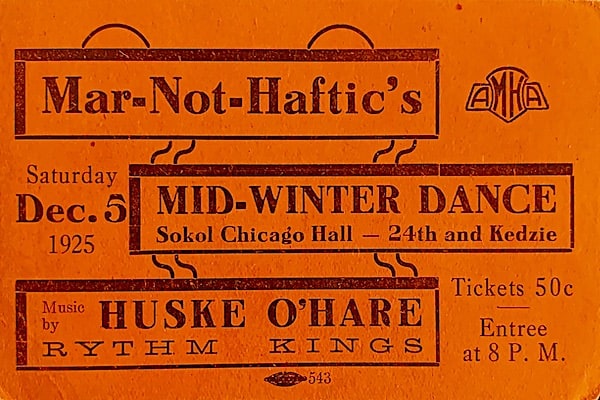 Mar-Not-Haftic's
AMHA
Saturday
Dec. 5
1925
MID-WINTER DANCE
Sokol Chicago Hall — 24th and Kedzie
Music
by
HUSKE O'HARE
RYTHM KINGS
Tickets 50c
Entree
at 8 P. M.
543